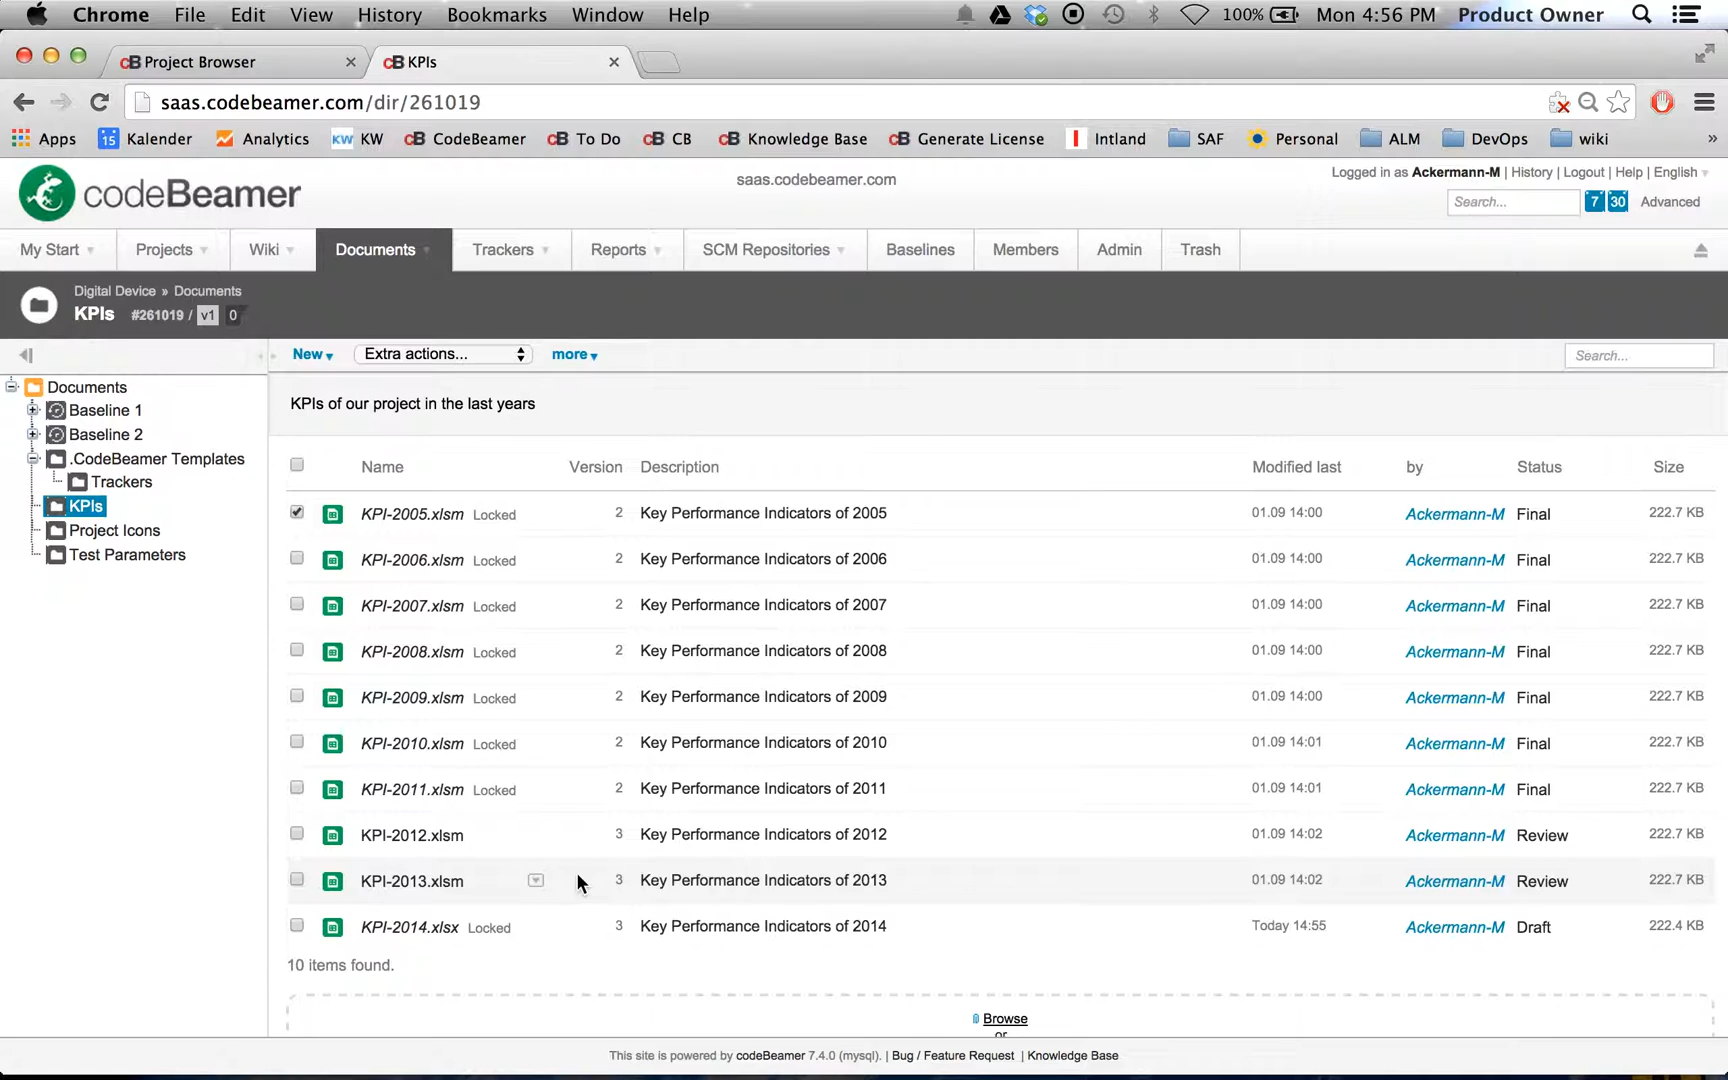 Chrome File Edit View History Bookmarks Window Help 100% Mon 4:56 PM Product Owner
cB Project Browser × cB KPIs ×
saas.codebeamer.com/dir/261019
Apps 15 Kalender Analytics KW KW cB CodeBeamer cB To Do cB CB cB Knowledge Base cB Generate License Intland SAF Personal ALM DevOps wiki »
codeBeamer saas.codebeamer.com Logged in as Ackermann-M | History | Logout | Help | English
Search... 7 30 Advanced
My Start Projects Wiki Documents Trackers Reports SCM Repositories Baselines Members Admin Trash
Digital Device » Documents
KPIs #261019 / v1 0
New Extra actions... more Search...
Documents
Baseline 1
Baseline 2
.CodeBeamer Templates
Trackers
KPIs
Project Icons
Test Parameters
KPIs of our project in the last years
Name Version Description Modified last by Status Size
KPI-2005.xlsm Locked 2 Key Performance Indicators of 2005 01.09 14:00 Ackermann-M Final 222.7 KB
KPI-2006.xlsm Locked 2 Key Performance Indicators of 2006 01.09 14:00 Ackermann-M Final 222.7 KB
KPI-2007.xlsm Locked 2 Key Performance Indicators of 2007 01.09 14:00 Ackermann-M Final 222.7 KB
KPI-2008.xlsm Locked 2 Key Performance Indicators of 2008 01.09 14:00 Ackermann-M Final 222.7 KB
KPI-2009.xlsm Locked 2 Key Performance Indicators of 2009 01.09 14:00 Ackermann-M Final 222.7 KB
KPI-2010.xlsm Locked 2 Key Performance Indicators of 2010 01.09 14:01 Ackermann-M Final 222.7 KB
KPI-2011.xlsm Locked 2 Key Performance Indicators of 2011 01.09 14:01 Ackermann-M Final 222.7 KB
KPI-2012.xlsm 3 Key Performance Indicators of 2012 01.09 14:02 Ackermann-M Review 222.7 KB
KPI-2013.xlsm 3 Key Performance Indicators of 2013 01.09 14:02 Ackermann-M Review 222.7 KB
KPI-2014.xlsx Locked 3 Key Performance Indicators of 2014 Today 14:55 Ackermann-M Draft 222.4 KB
10 items found.
Browse
or
This site is powered by codeBeamer 7.4.0 (mysql). | Bug / Feature Request | Knowledge Base